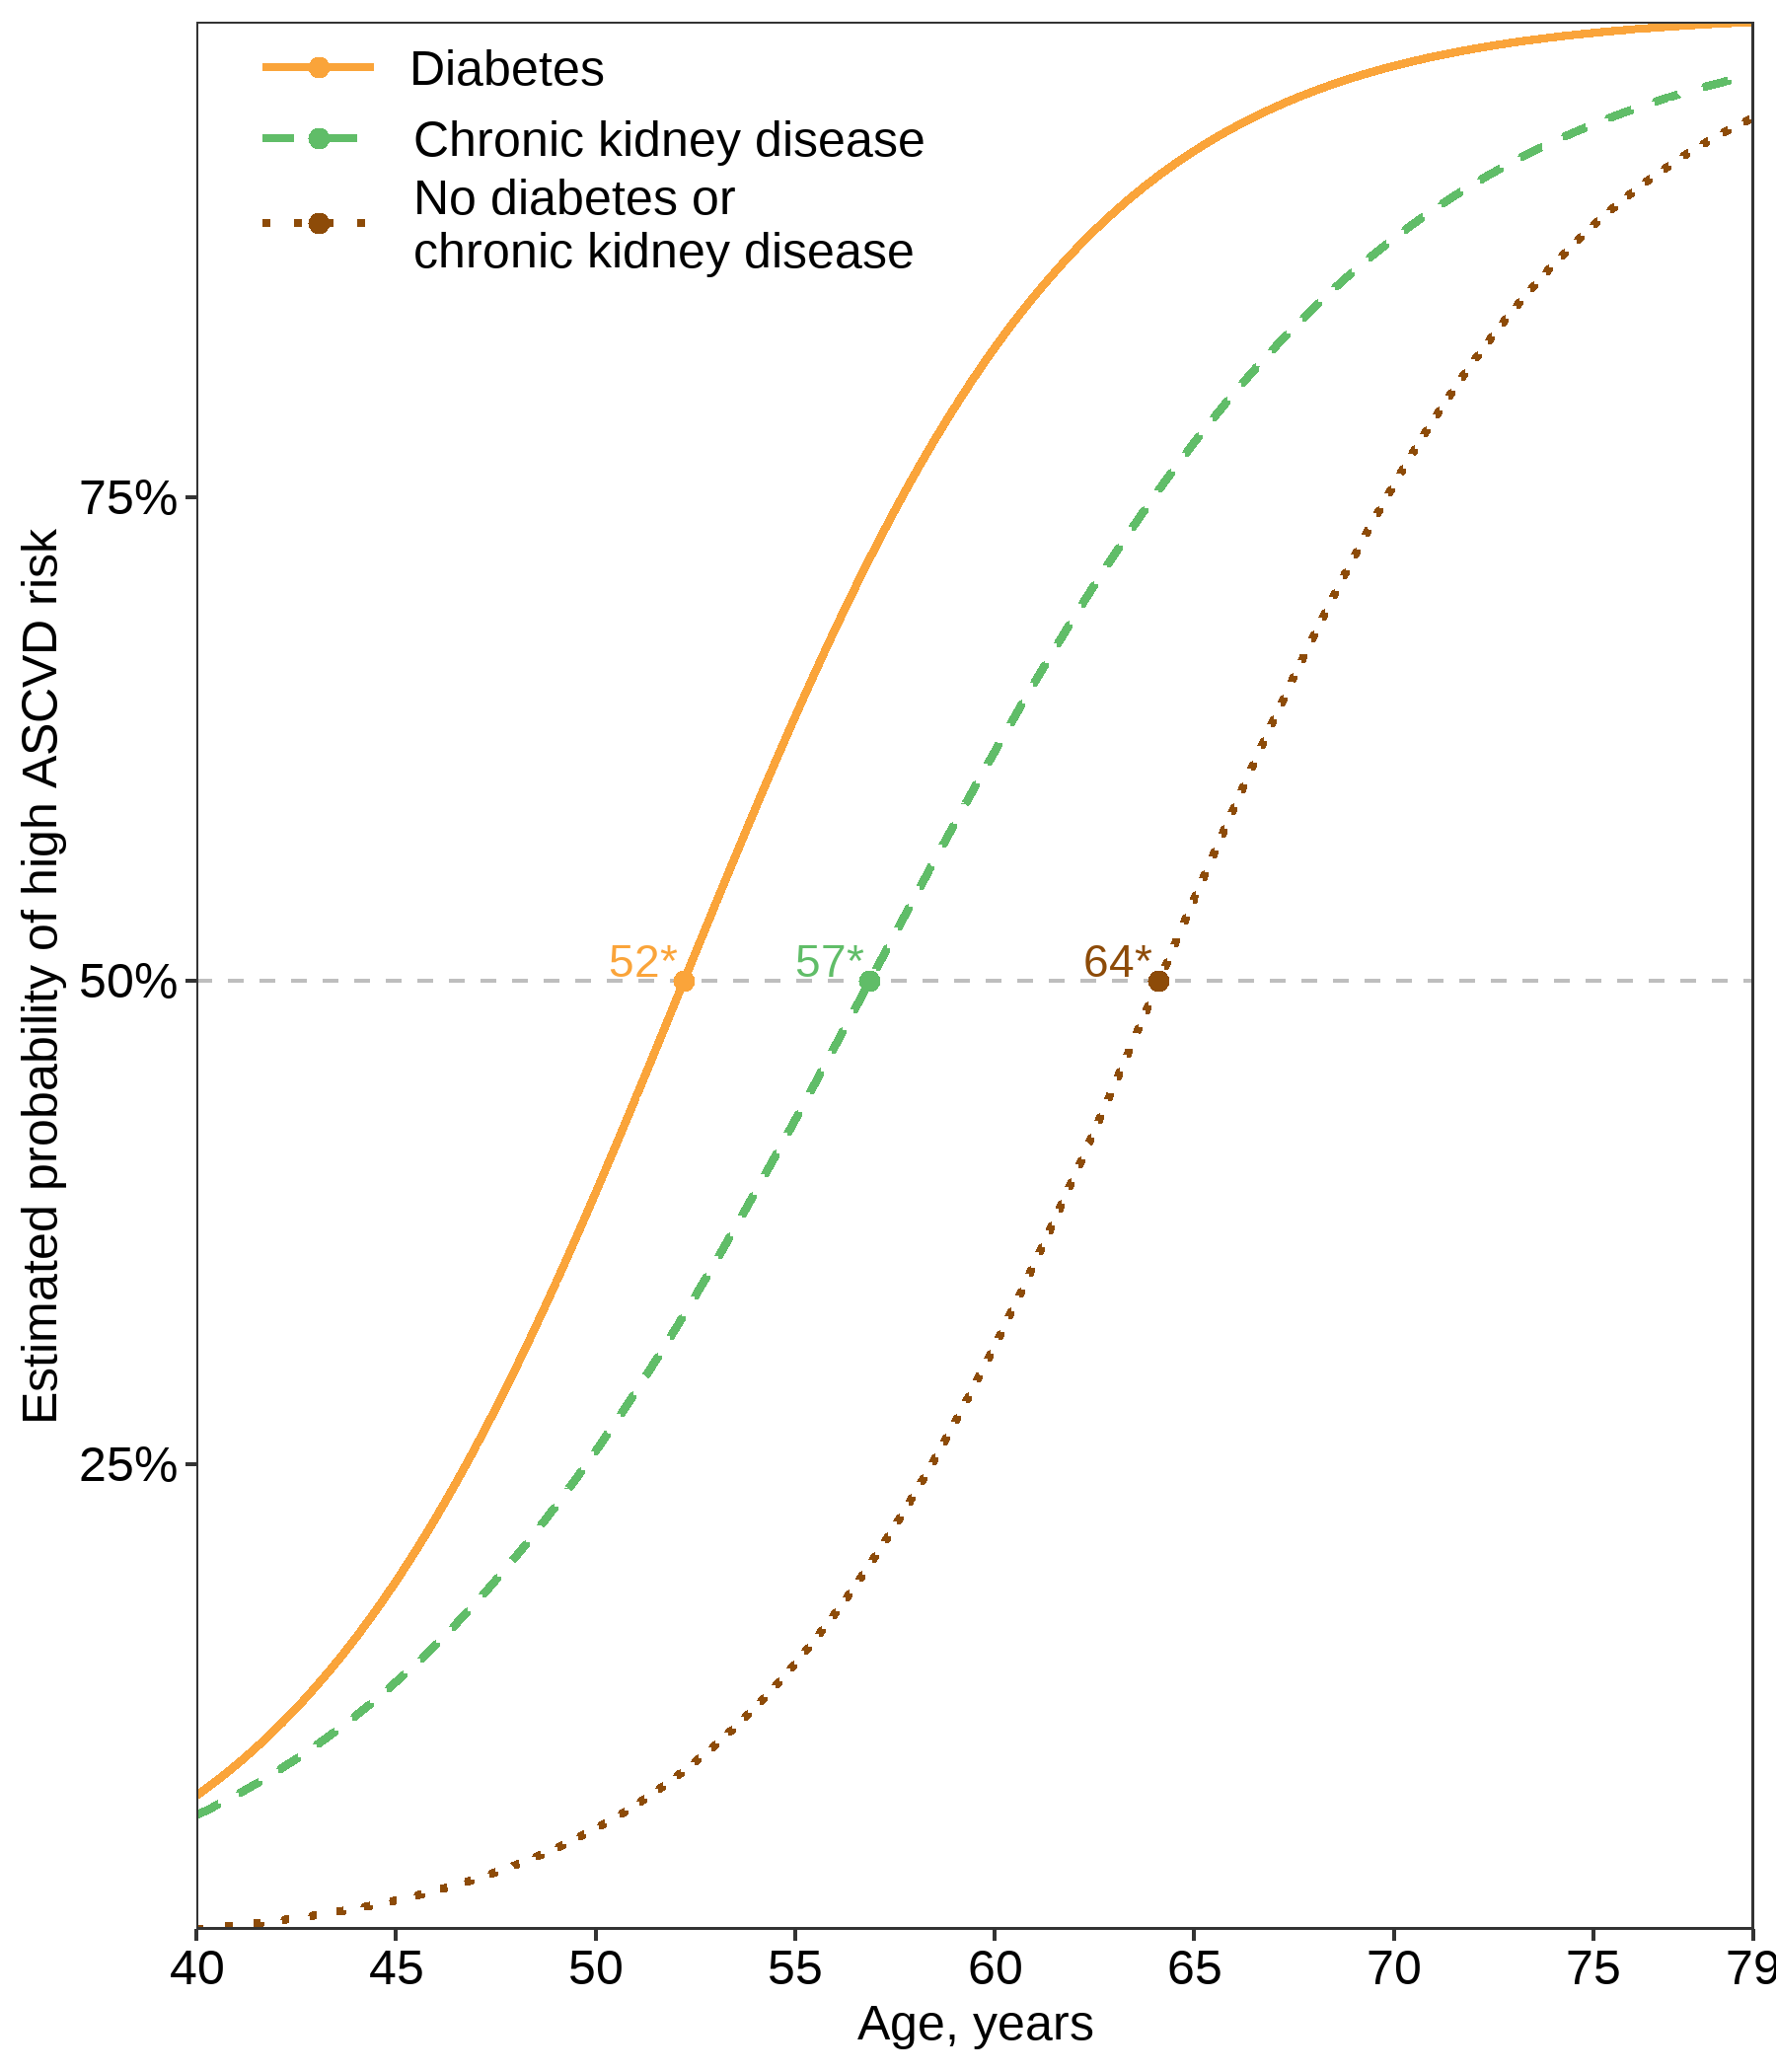 Diabetes
Chronic kidney disease
No diabetes or
chronic kidney disease
Estimated probability of high ASCVD risk
75%
50%
25%
52*
57*
64*
40
45
50
55
60
65
70
75
79
Age, years